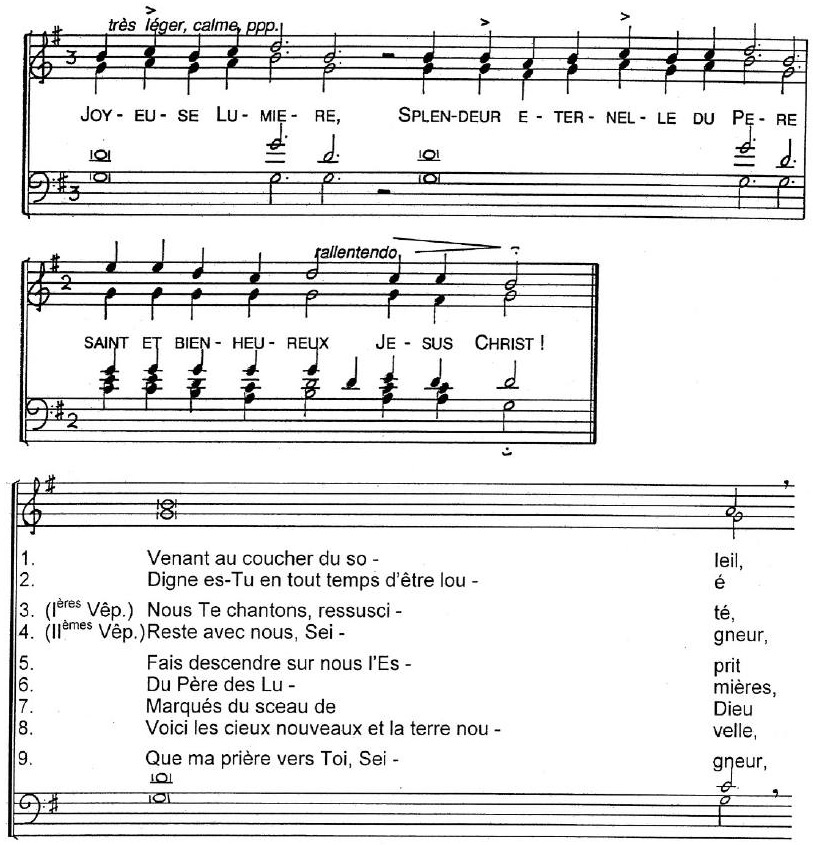 très léger, calme, ppp.
3
JOY - EU - SE LU - MIE - RE, SPLEN-DEUR E - TER - NEL - LE DU PE - RE
3
rallentendo
2
SAINT ET BIEN - HEU - REUX JE - SUS CHRIST !
2
1. Venant au coucher du so - leil,
2. Digne es-Tu en tout temps d'être lou - é
3. (Ières Vêp.) Nous Te chantons, ressusci - té,
4. (IIèmes Vêp.) Reste avec nous, Sei - gneur,
5. Fais descendre sur nous l'Es - prit
6. Du Père des Lu - mières,
7. Marqués du sceau de Dieu
8. Voici les cieux nouveaux et la terre nou - velle,
9. Que ma prière vers Toi, Sei - gneur,